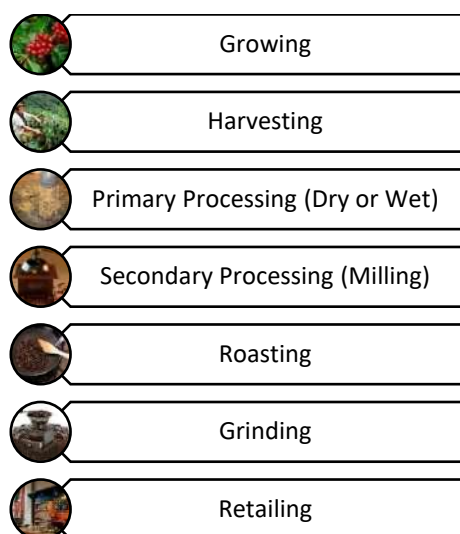 Growing
Harvesting
Primary Processing (Dry or Wet)
Secondary Processing (Milling)
Roasting
Grinding
Retailing